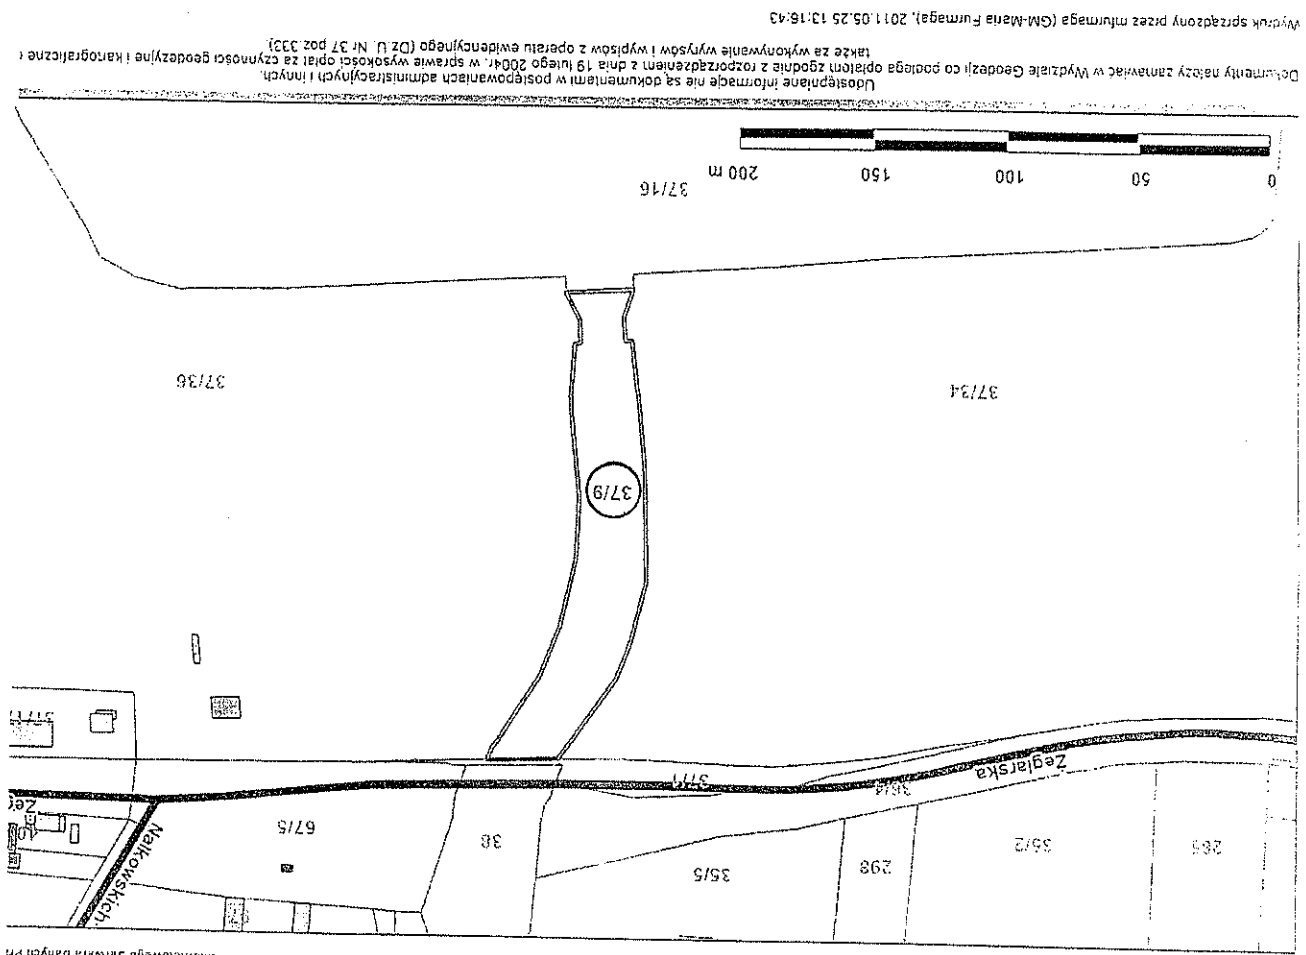 265
35/2
298
35/5
38
67/5
Nałkowskich
Żeglarska
36/4
37/1
Że
37/9
37/34
37/36
37/16
0 50 100 150 200 m
Udostępniane informacje nie są dokumentem w postępowaniach administracyjnych i innych.
Dokumenty należy zamawiać w Wydziale Geodezji co podlega opłatom zgodnie z rozporządzeniem z dnia 19 lutego 2004r. w sprawie wysokości opłat za czynności geodezyjne i kartograficzne
także za wykonywanie wyrysów i wypisów z operatu ewidencyjnego (Dz.U. Nr 37 poz 333).
Wydruk sporządzony przez mfurmaga (GM-Maria Furmaga), 2011.05.25 13:16:43